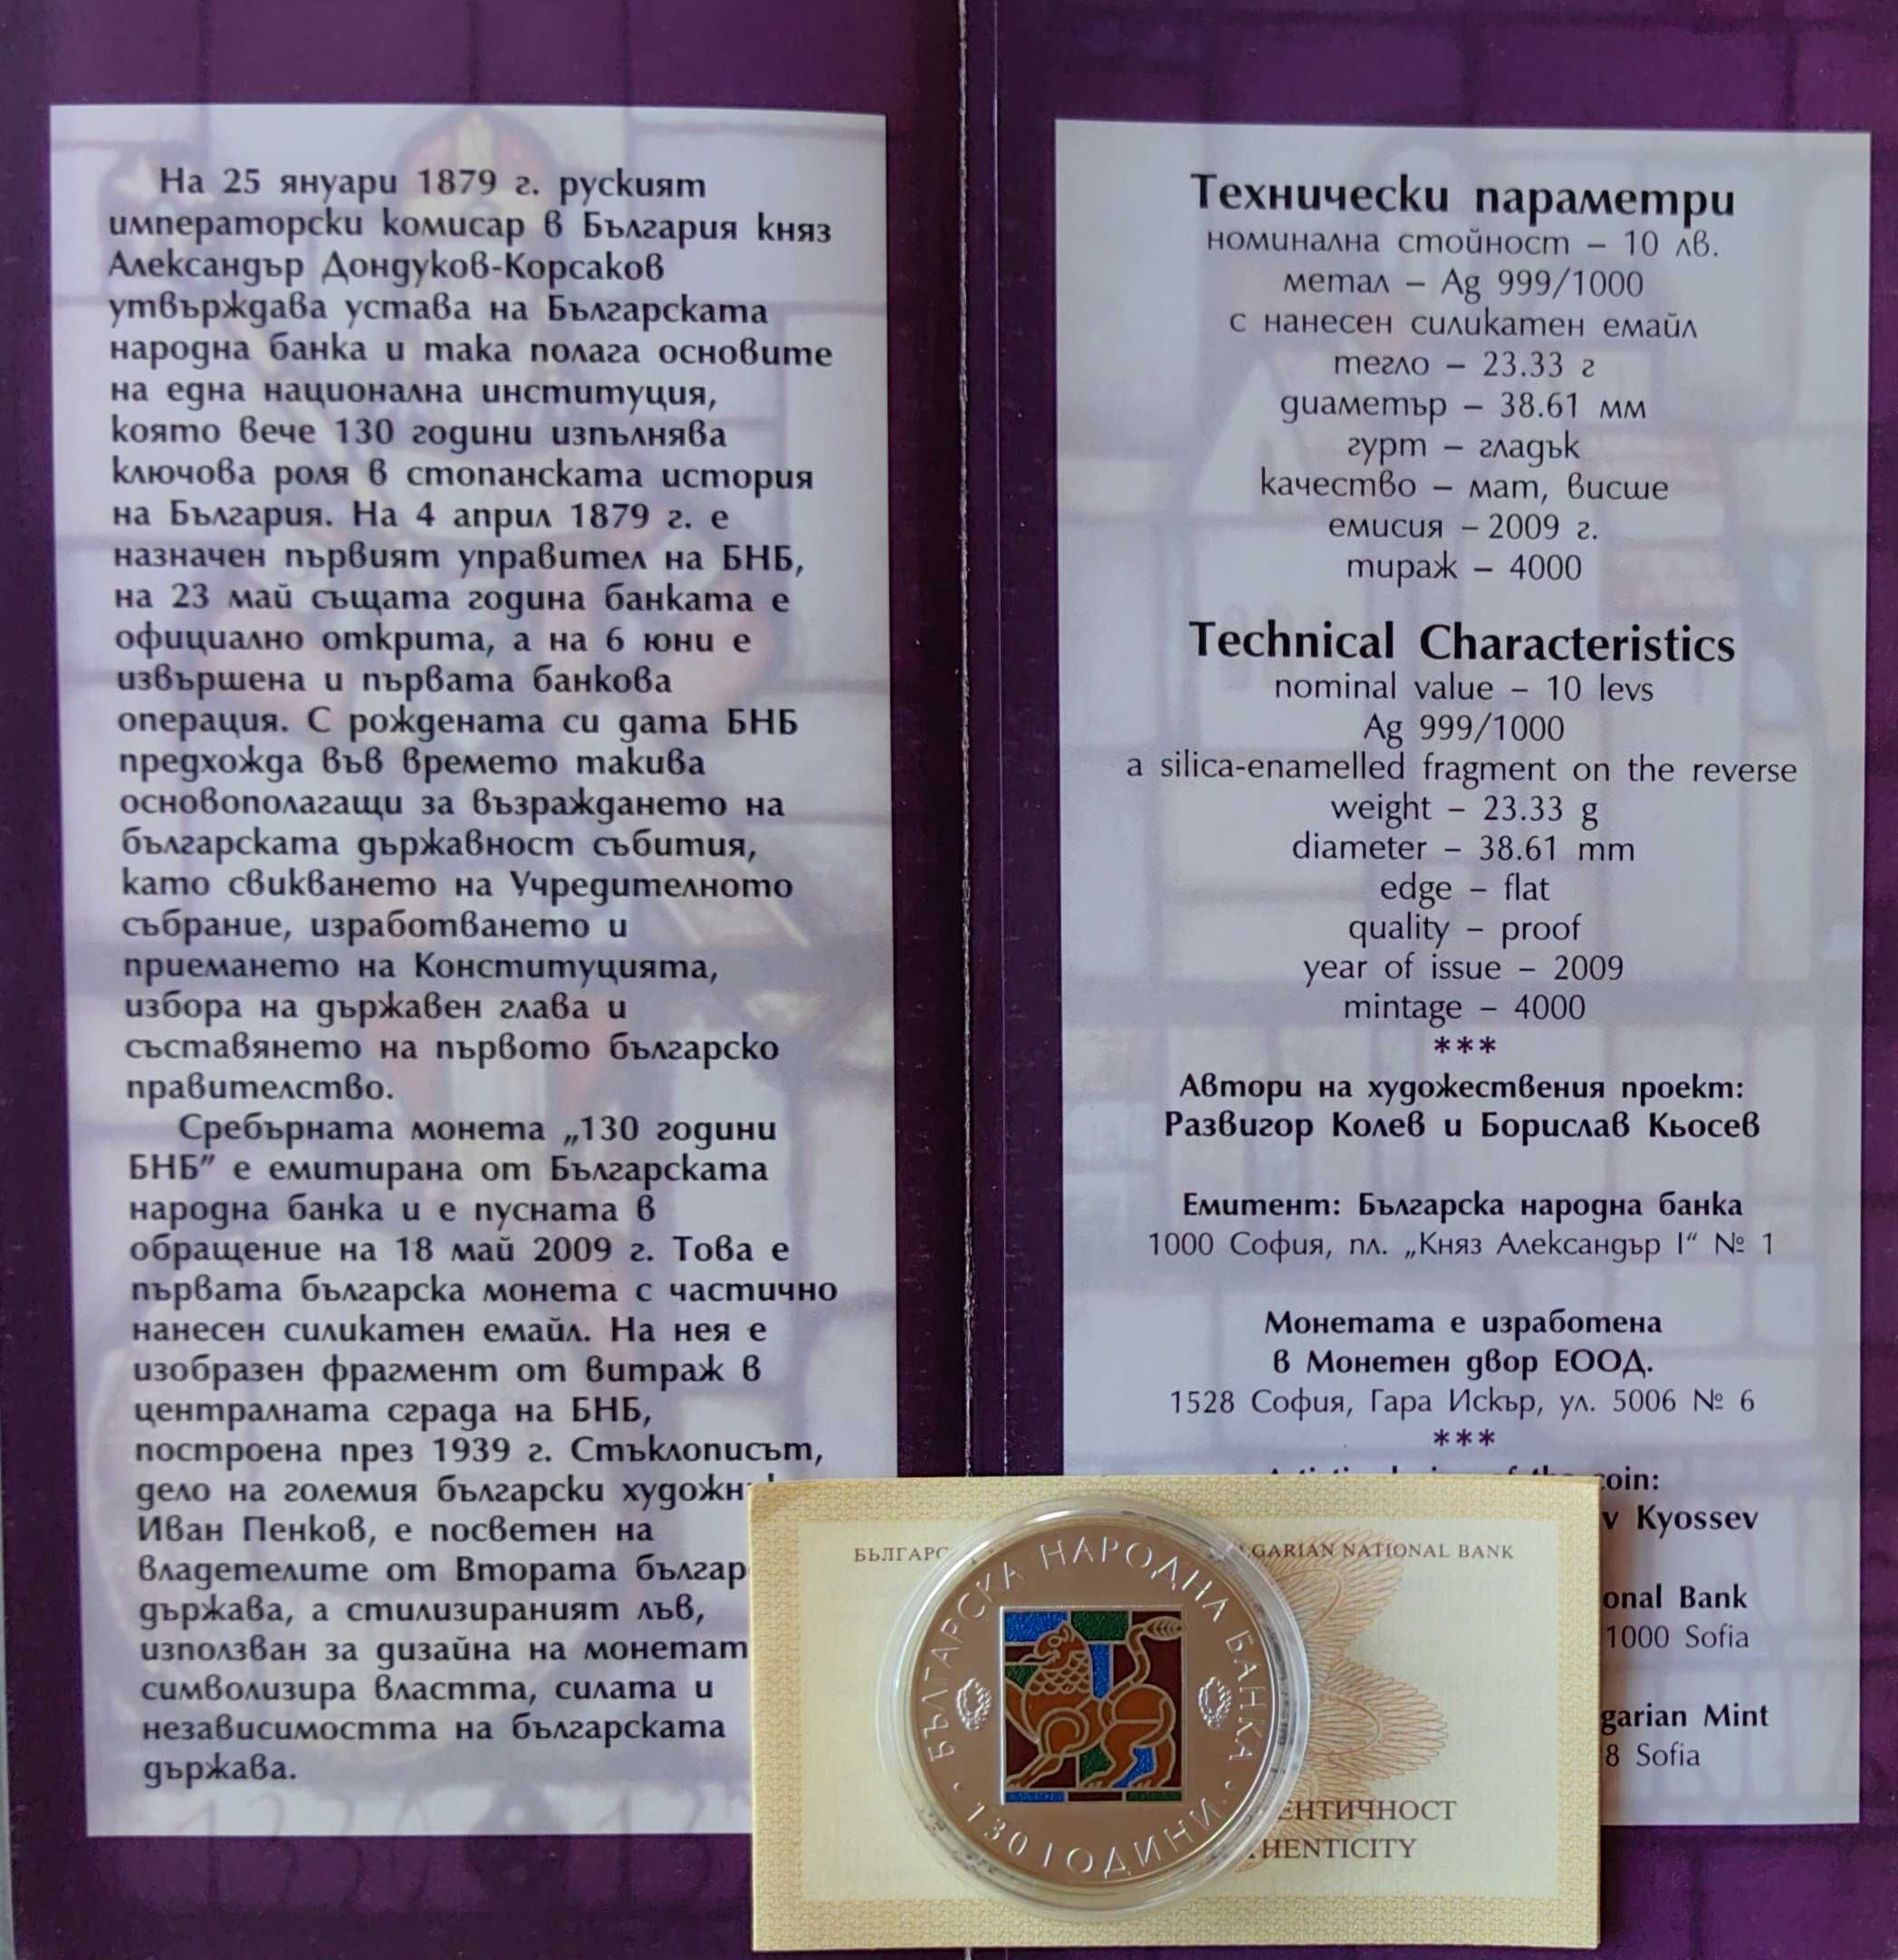 На 25 януари 1879 г. руският
императорски комисар в България княз
Александър Дондуков-Корсаков
утвърждава устава на Българската
народна банка и така полага основите
на една национална институция,
която вече 130 години изпълнява
ключова роля в стопанската история
на България. На 4 април 1879 г. е
назначен първият управител на БНБ,
на 23 май същата година банката е
официално открита, а на 6 юни е
извършена и първата банкова
операция. С рождената си дата БНБ
предхожда във времето такива
основополагащи за възраждането на
българската държавност събития,
като свикването на Учредителното
събрание, изработването и
приемането на Конституцията,
избора на държавен глава и
съставянето на първото българско
правителство.
Сребърната монета „130 години
БНБ" е емитирана от Българската
народна банка и е пусната в
обращение на 18 май 2009 г. Това е
първата българска монета с частично
нанесен силикатен емайл. На нея е
изобразен фрагмент от витраж в
централната сграда на БНБ,
построена през 1939 г. Стъклописът,
дело на големия български
Иван Пенков, е посветен на
владетелите от Втората българ
държава, а стилизираният лъв,
използван за дизайна на монетат
символизира властта, силата и
независимостта на българската
държава.
Технически параметри
номинална стойност – 10 лв.
метал – Ag 999/1000
с нанесен силикатен емайл
тегло – 23.33 г
диаметър – 38.61 мм
гурт – гладък
качество – мат, висше
емисия – 2009 г.
тираж – 4000
Technical Characteristics
nominal value – 10 levs
Ag 999/1000
a silica-enamelled fragment on the reverse
weight – 23.33 g
diameter – 38.61 mm
edge – flat
quality – proof
year of issue – 2009
mintage – 4000
***
Автори на художествения проект:
Развигор Колев и Борислав Кьосев
Емитент: Българска народна банка
1000 София, пл. „Княз Александър I“ № 1
Монетата е изработена
в Монетен двор ЕООД.
1528 София, Гара Искър, ул. 5006 № 6
***
coin:
v Kyossev
onal Bank
1000 Sofia
garian Mint
8 Sofia
БЪЛГАРС
GARIAN NATIONAL BANK
ЕНТИЧНОСТ
HENTICITY
БЪЛГАРСКА НАРОДНА БАНКА
· 130 ГОДИНИ ·